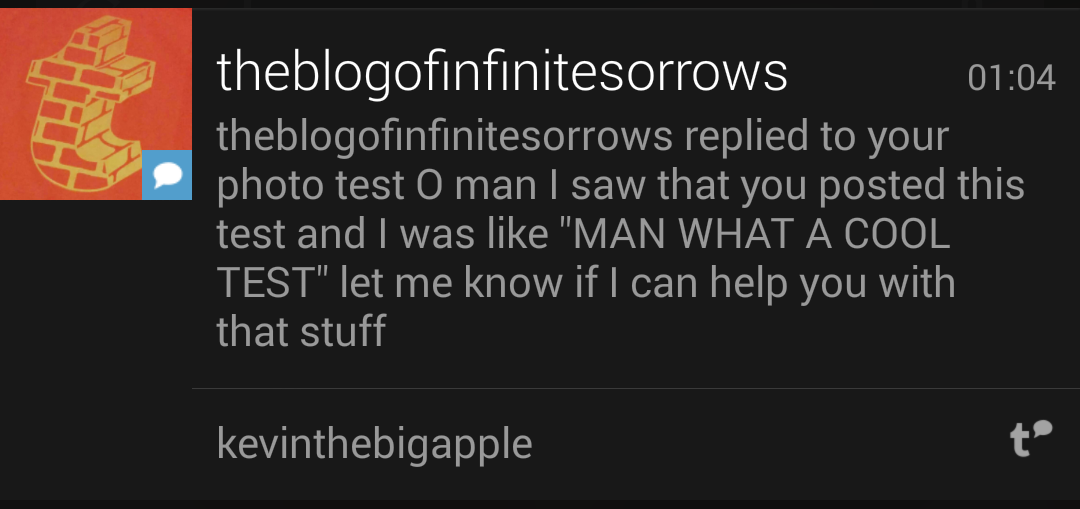 theblogofinfinitesorrows
01:04
theblogofinfinitesorrows replied to your
photo test O man I saw that you posted this
test and I was like "MAN WHAT A COOL
TEST" let me know if I can help you with
that stuff
kevinthebigapple
t